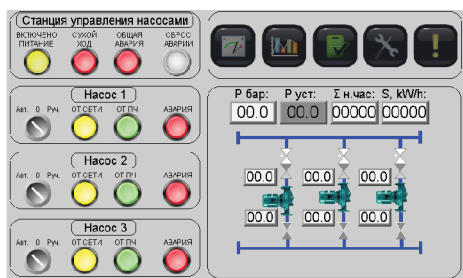 Станция управления насосами
ВКЛЮЧЕНО ПИТАНИЕ
СУХОЙ ХОД
ОБЩАЯ АВАРИЯ
СБРОС АВАРИИ
Насос 1
Авт. 0 Руч. ОТ СЕТИ ОТ ПЧ АВАРИЯ
Насос 2
Авт. 0 Руч. ОТ СЕТИ ОТ ПЧ АВАРИЯ
Насос 3
Авт. 0 Руч. ОТ СЕТИ ОТ ПЧ АВАРИЯ
P бар: P уст: Σ н.час: S, kW/h:
00.0 00.0 00000 00000
00.0 00.0 00.0
00.0 00.0 00.0